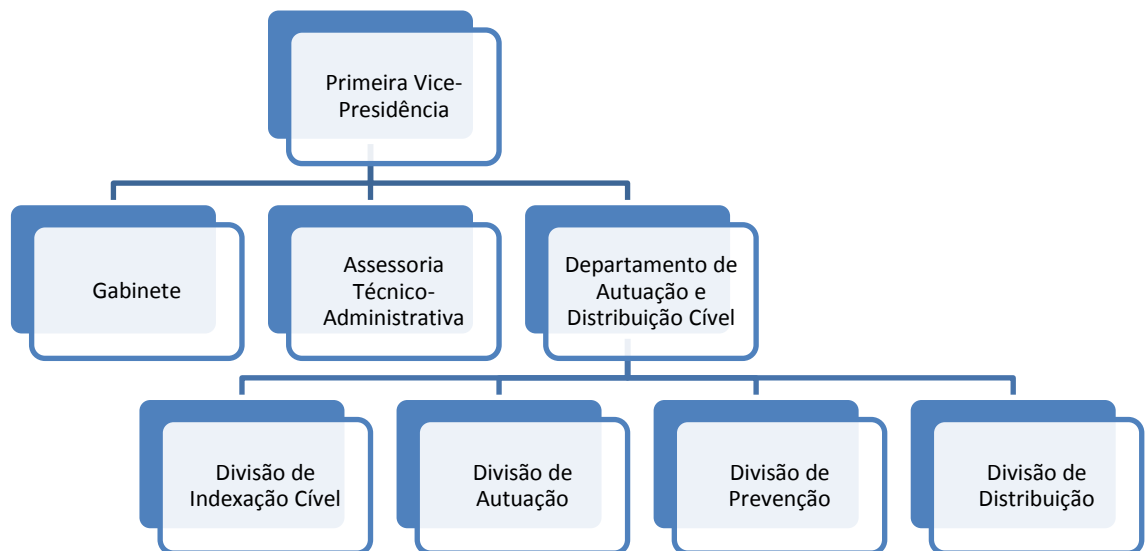 Primeira Vice-
Presidência
Gabinete
Assessoria
Técnico-
Administrativa
Departamento de
Autuação e
Distribuição Cível
Divisão de
Indexação Cível
Divisão de
Autuação
Divisão de
Prevenção
Divisão de
Distribuição